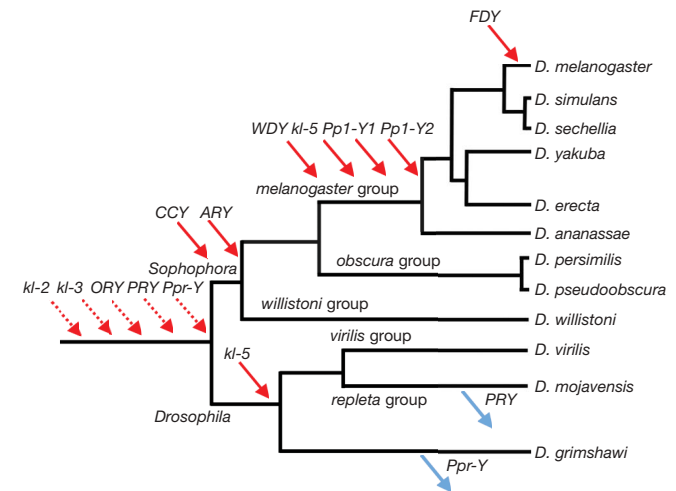 FDY
D. melanogaster
D. simulans
D. sechellia
WDY kl-5 Pp1-Y1 Pp1-Y2
D. yakuba
melanogaster group
D. erecta
CCY ARY
D. ananassae
obscura group
D. persimilis
Sophophora
D. pseudoobscura
kl-2 kl-3 ORY PRY Ppr-Y
willistoni group
D. willistoni
virilis group
kl-5
D. virilis
D. mojavensis
repleta group
PRY
Drosophila
D. grimshawi
Ppr-Y